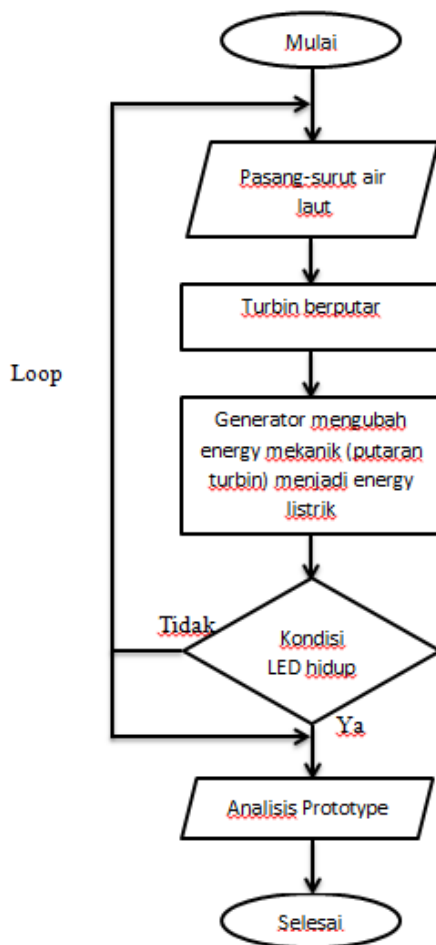 Mulai
Pasang-surut air
laut
Turbin berputar
Loop
Generator mengubah
energy mekanik (putaran
turbin) menjadi energy
listrik
Tidak
Kondisi
LED hidup
Ya
Analisis Prototype
Selesai